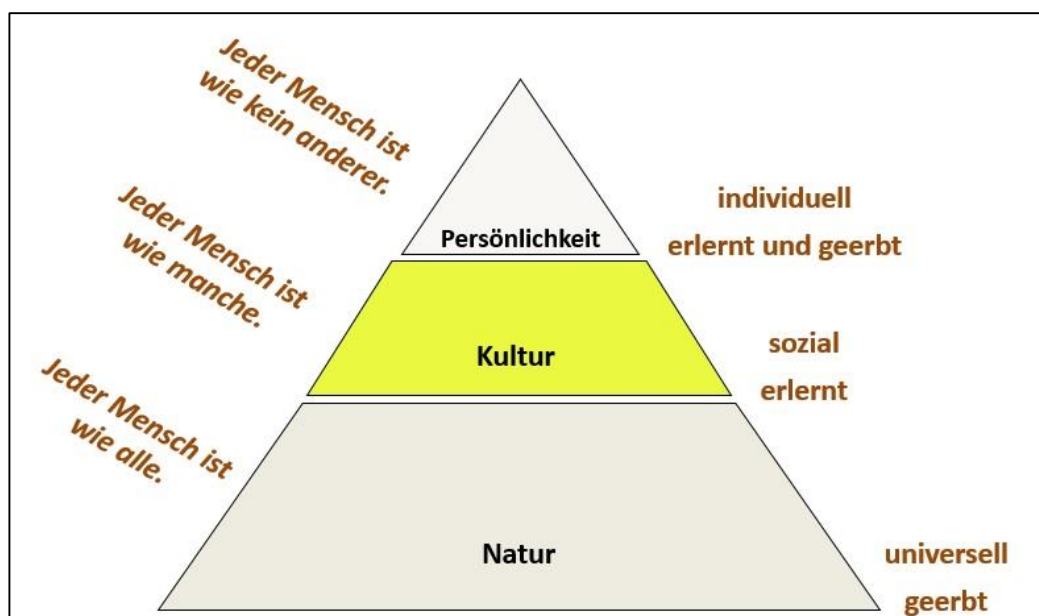 Jeder Mensch ist
wie kein anderer.
Persönlichkeit
individuell
erlernt und geerbt
Jeder Mensch ist
wie manche.
Kultur
sozial
erlernt
Jeder Mensch ist
wie alle.
Natur
universell
geerbt